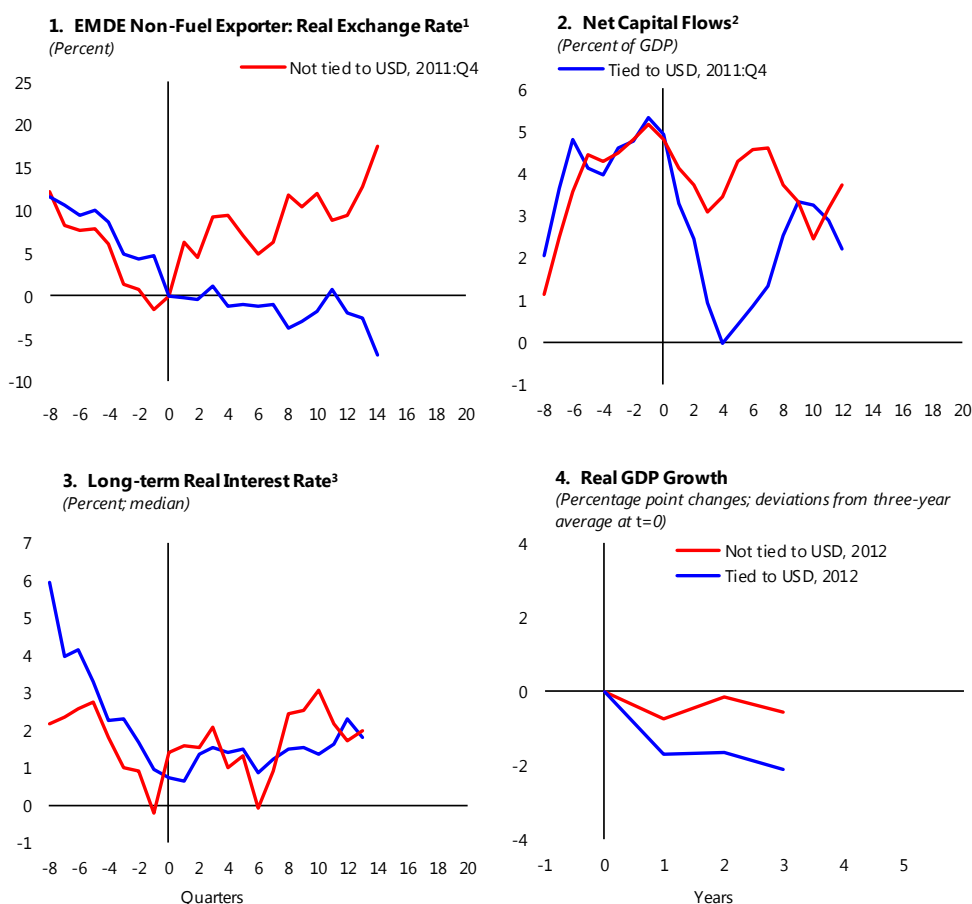 1. EMDE Non-Fuel Exporter: Real Exchange Rate¹
(Percent)
Not tied to USD, 2011:Q4
25
20
15
10
5
0
-5
-10
-8 -6 -4 -2 0 2 4 6 8 10 12 14 16 18 20
2. Net Capital Flows²
(Percent of GDP)
Tied to USD, 2011:Q4
6
5
4
3
2
1
0
-1
-8 -6 -4 -2 0 2 4 6 8 10 12 14 16 18 20
3. Long-term Real Interest Rate³
(Percent; median)
7
6
5
4
3
2
1
0
-1
-8 -6 -4 -2 0 2 4 6 8 10 12 14 16 18 20
Quarters
4. Real GDP Growth
(Percentage point changes; deviations from three-year
average at t=0)
Not tied to USD, 2012
Tied to USD, 2012
4
2
0
-2
-4
-1 0 1 2 3 4 5
Years